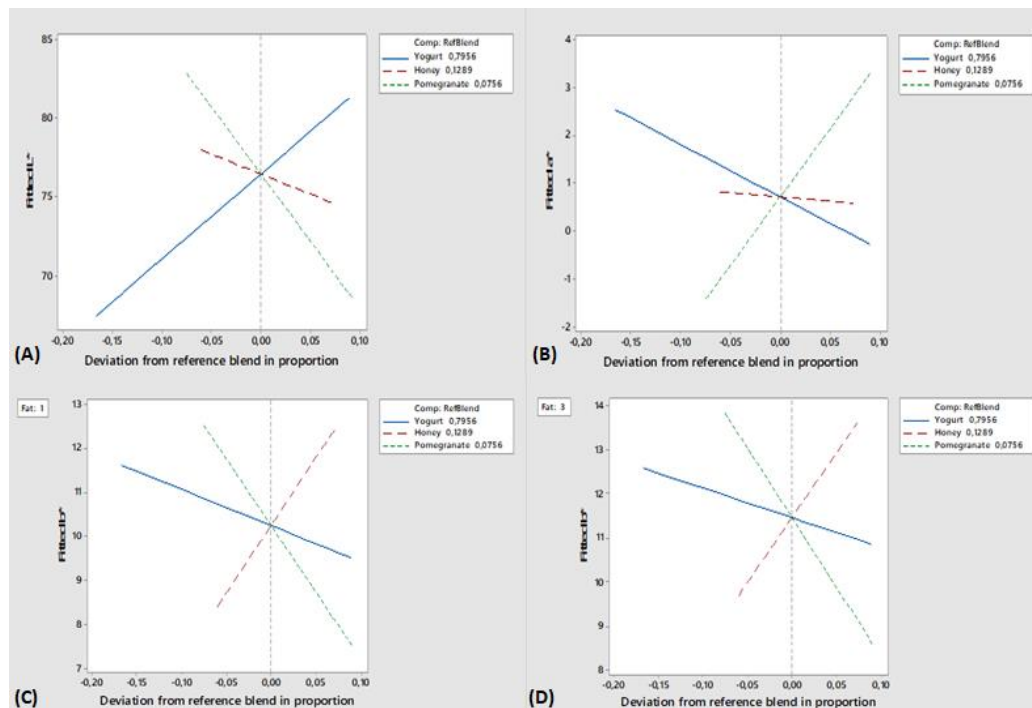 85
80
75
70
Fitted L*
-0,20 -0,15 -0,10 -0,05 0,00 0,05 0,10
Deviation from reference blend in proportion
Comp: RefBlend
Yogurt 0,7956
Honey 0,1289
Pomegranate 0,0756
(A)
4
3
2
1
0
-1
-2
Fitted a*
-0,20 -0,15 -0,10 -0,05 0,00 0,05 0,10
Deviation from reference blend in proportion
Comp: RefBlend
Yogurt 0,7956
Honey 0,1289
Pomegranate 0,0756
(B)
Fat: 1
13
12
11
10
9
8
7
Fitted b*
-0,20 -0,15 -0,10 -0,05 0,00 0,05 0,10
Deviation from reference blend in proportion
Comp: RefBlend
Yogurt 0,7956
Honey 0,1289
Pomegranate 0,0756
(C)
Fat: 3
14
13
12
11
10
9
8
Fitted b*
-0,20 -0,15 -0,10 -0,05 0,00 0,05 0,10
Deviation from reference blend in proportion
Comp: RefBlend
Yogurt 0,7956
Honey 0,1289
Pomegranate 0,0756
(D)